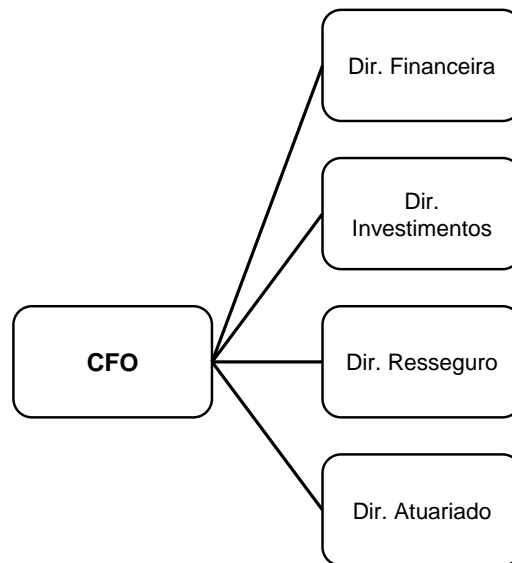 Dir. Financeira
Dir.
Investimentos
CFO
Dir. Resseguro
Dir. Atuariado